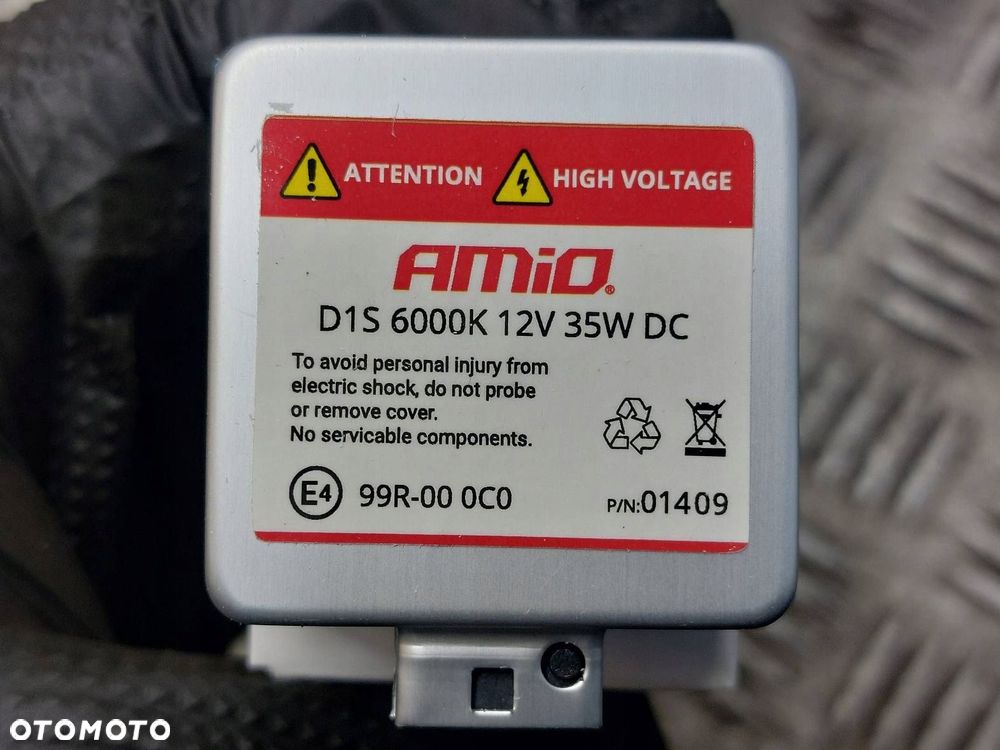 ATTENTION HIGH VOLTAGE
AMiO®
D1S 6000K 12V 35W DC
To avoid personal injury from
electric shock, do not probe
or remove cover.
No servicable components.
E4 99R-00 0C0 P/N:01409
OTOMOTO